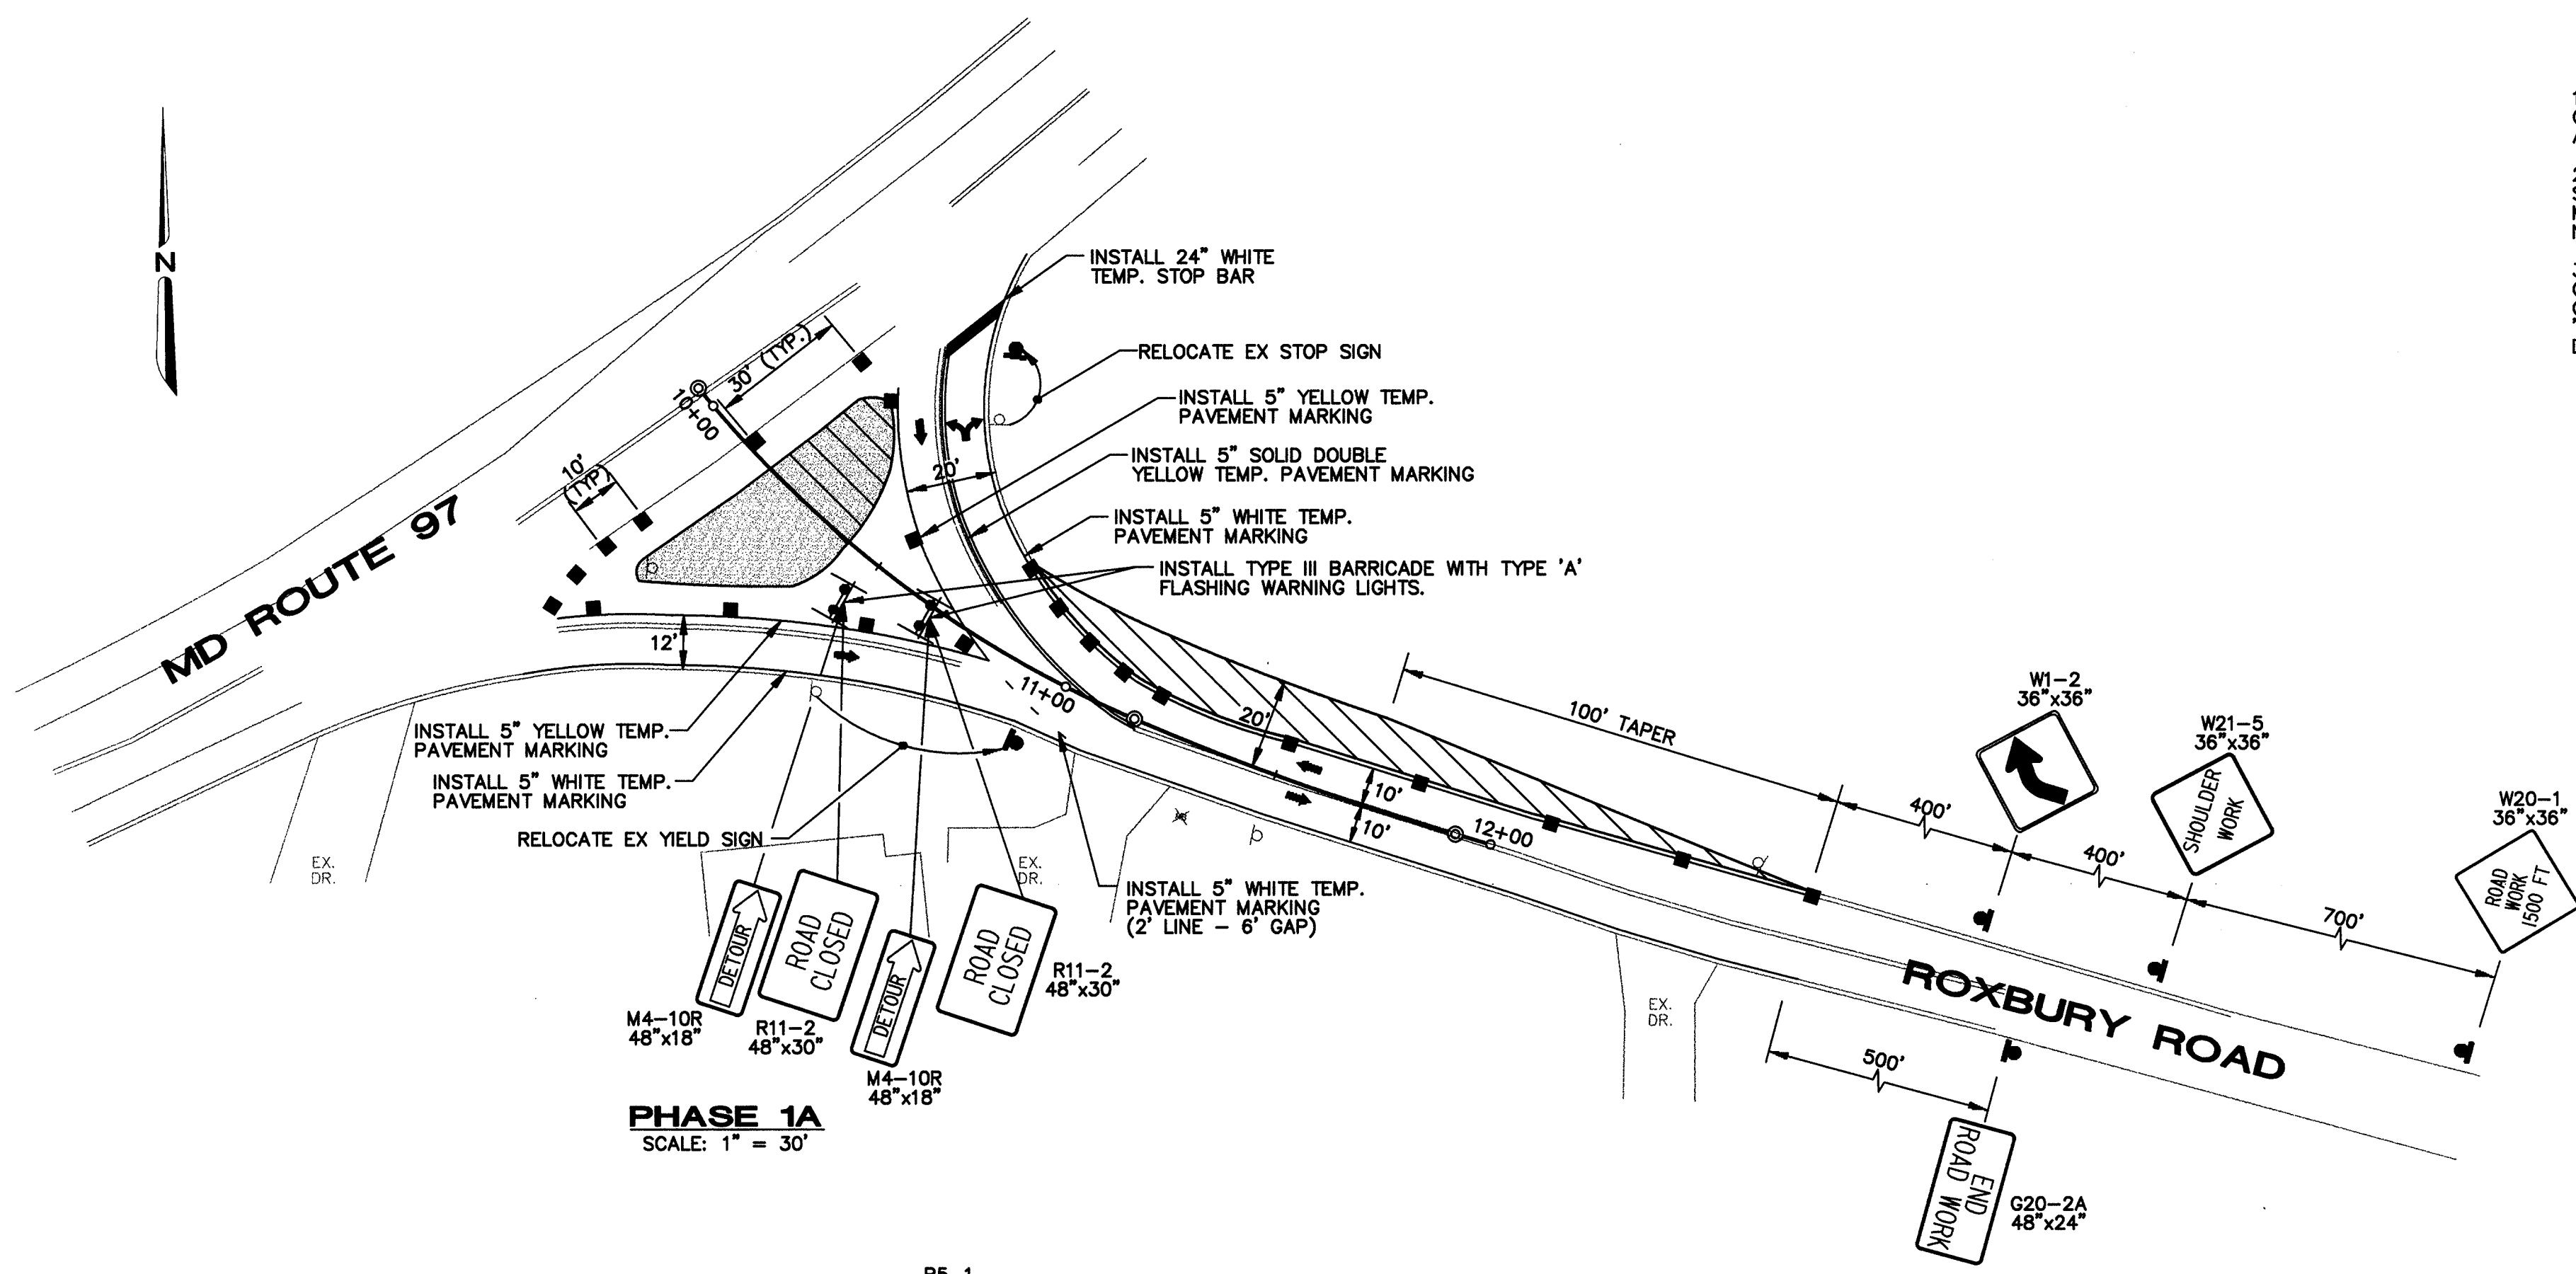 N
INSTALL 24" WHITE
TEMP. STOP BAR
RELOCATE EX STOP SIGN
INSTALL 5" YELLOW TEMP.
PAVEMENT MARKING
INSTALL 5" SOLID DOUBLE
YELLOW TEMP. PAVEMENT MARKING
INSTALL 5" WHITE TEMP.
PAVEMENT MARKING
INSTALL TYPE III BARRICADE WITH TYPE 'A'
FLASHING WARNING LIGHTS.
30' (TYP.)
10+00
10'
(TYP)
20'
MD ROUTE 97
12'
11+00
20'
100' TAPER
W1-2
36"x36"
W21-5
36"x36"
SHOULDER
WORK
W20-1
36"x36"
ROAD
WORK
1500 FT
400'
400'
700'
10'
10'
12+00
INSTALL 5" YELLOW TEMP.
PAVEMENT MARKING
INSTALL 5" WHITE TEMP.
PAVEMENT MARKING
RELOCATE EX YIELD SIGN
EX.
DR.
EX.
DR.
INSTALL 5" WHITE TEMP.
PAVEMENT MARKING
(2' LINE - 6' GAP)
DETOUR
ROAD
CLOSED
DETOUR
ROAD
CLOSED
M4-10R
48"x18"
R11-2
48"x30"
M4-10R
48"x18"
R11-2
48"x30"
EX.
DR.
ROXBURY ROAD
500'
END
ROAD WORK
G20-2A
48"x24"
PHASE 1A
SCALE: 1" = 30'